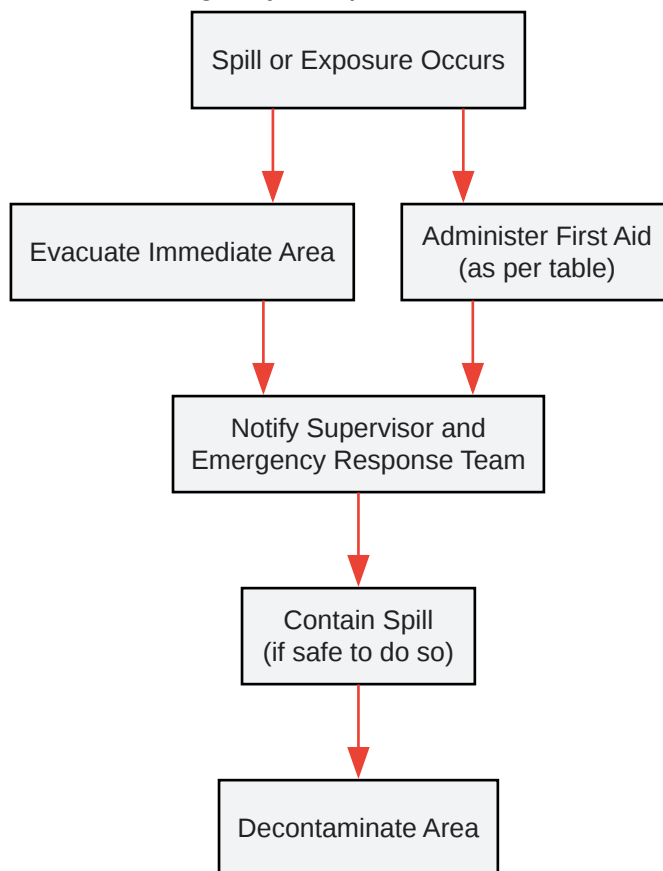 Spill or Exposure Occurs
Evacuate Immediate Area
Administer First Aid
(as per table)
Notify Supervisor and
Emergency Response Team
Contain Spill
(if safe to do so)
Decontaminate Area